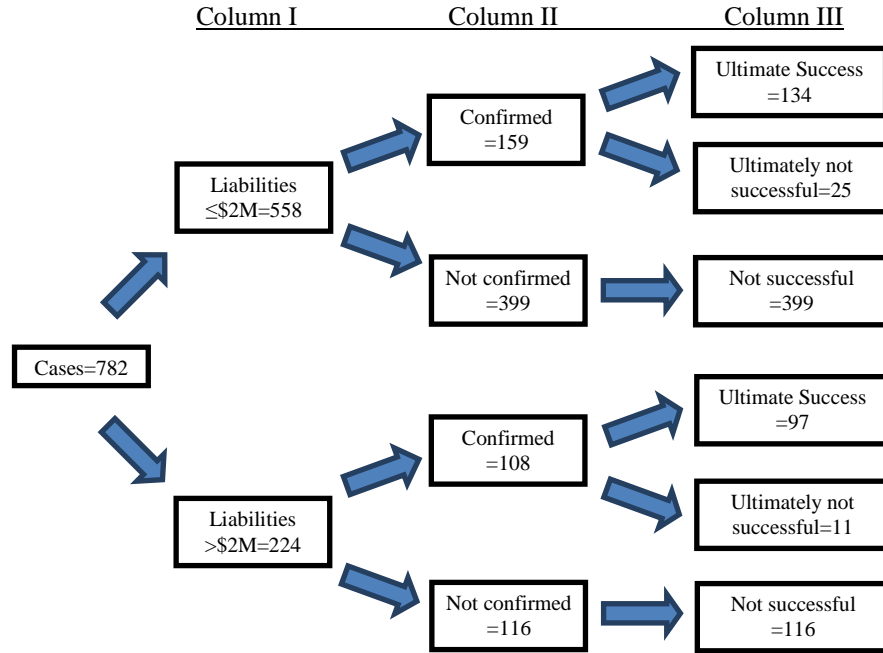 Column I
Column II
Column III
Cases=782
Liabilities
≤$2M=558
Confirmed
=159
Ultimate Success
=134
Ultimately not
successful=25
Not confirmed
=399
Not successful
=399
Liabilities
>$2M=224
Confirmed
=108
Ultimate Success
=97
Ultimately not
successful=11
Not confirmed
=116
Not successful
=116